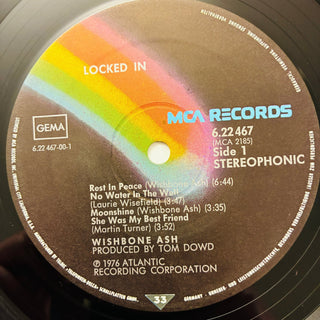 LOCKED IN
MCA RECORDS
GEMA
6.22 467-00-1
6.22 467
(MCA 2185)
Side 1
STEREOPHONIC
Rest In Peace (Wishbone Ash) (6:44)
No Water In The Well
(Laurie Wisefield) (3:47)
Moonshine (Wishbone Ash) (3:35)
She Was My Best Friend
(Martin Turner) (3:52)
WISHBONE ASH
PRODUCED BY TOM DOWD
℗ 1976 ATLANTIC
RECORDING CORPORATION
33